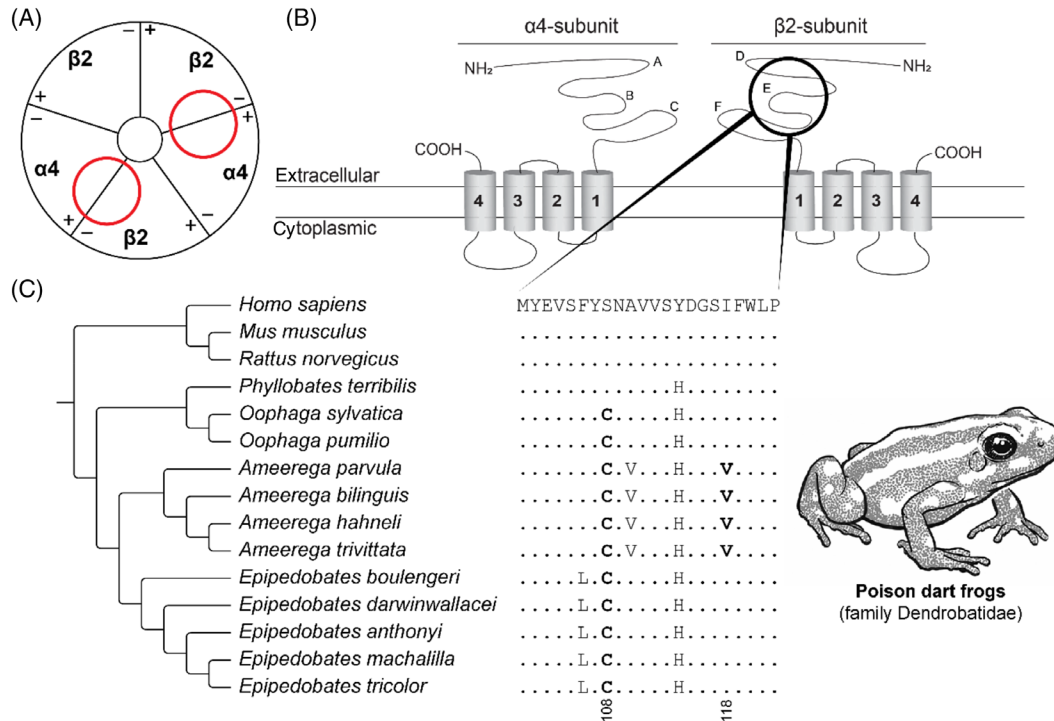 (A)
β2
β2
α4
α4
β2
− +
+ −
− +
+ −
+ −
(B)
α4-subunit
β2-subunit
NH₂
A
B
C
D
E
F
NH₂
COOH
COOH
Extracellular
Cytoplasmic
4 3 2 1
1 2 3 4
(C)
Homo sapiens MYEVSFYSNAVVSYDGSIFWLP
Mus musculus ......................
Rattus norvegicus ......................
Phyllobates terribilis .............H........
Oophaga sylvatica .......C.....H........
Oophaga pumilio .......C.....H........
Ameerega parvula .......C.V...H...V....
Ameerega bilinguis .......C.V...H...V....
Ameerega hahneli .......C.V...H...V....
Ameerega trivittata .......C.V...H...V....
Epipedobates boulengeri .....L.C.....H........
Epipedobates darwinwallacei .....L.C.....H........
Epipedobates anthonyi .....L.C.....H........
Epipedobates machalilla .....L.C.....H........
Epipedobates tricolor .....L.C.....H........
108
118
Poison dart frogs
(family Dendrobatidae)